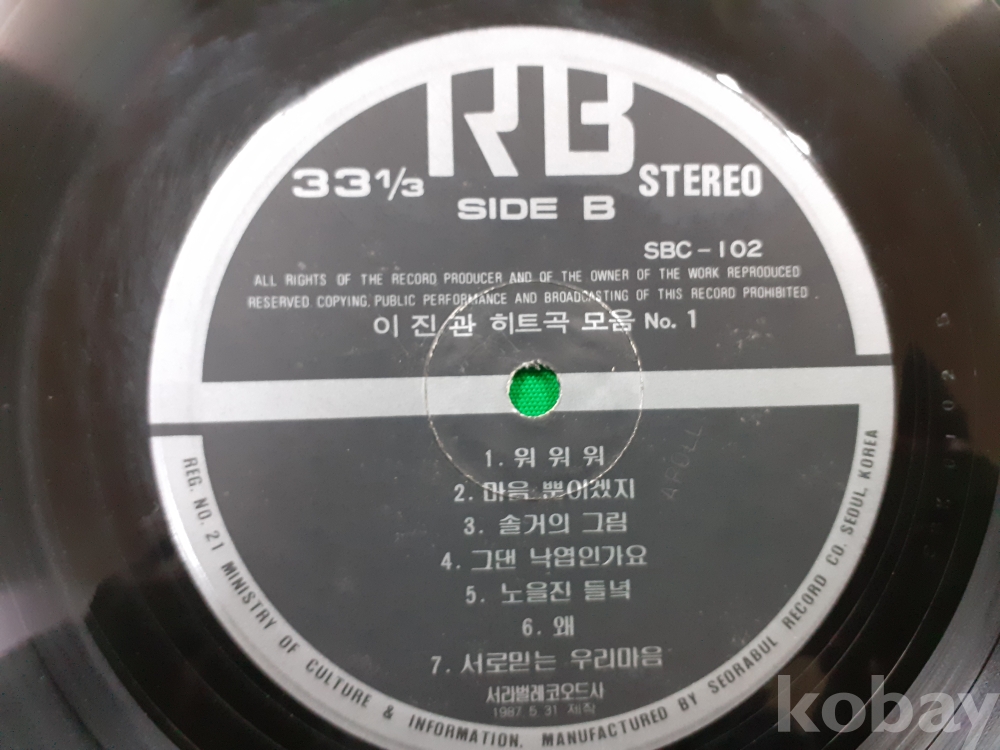 RB
33 1/3
STEREO
SIDE B
SBC-102
ALL RIGHTS OF THE RECORD PRODUCER AND OF THE OWNER OF THE WORK REPRODUCED
RESERVED COPYING, PUBLIC PERFORMANCE AND BROADCASTING OF THIS RECORD PROHIBITED.
이 진 관 히트곡 모음 No. 1
1. 워 워 워
2. 마음 뿐이겠지
3. 솔거의 그림
4. 그댄 낙엽인가요
5. 노을진 들녘
6. 왜
7. 서로믿는 우리마음
서라벌레코오드사
1987. 5. 31 제작
REG. NO. 21 MINISTRY OF CULTURE & INFORMATION, MANUFACTURED BY SEORABUL RECORD CO. SEOUL, KOREA
kobay